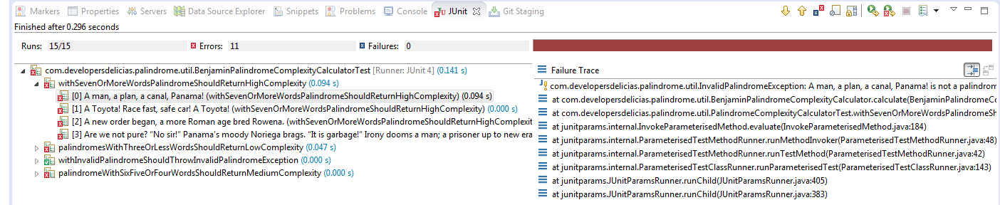 Markers Properties Servers Data Source Explorer Snippets Problems Console JUnit Git Staging
Finished after 0.296 seconds
Runs: 15/15 Errors: 11 Failures: 0
com.developersdelicias.palindrome.util.BenjaminPalindromeComplexityCalculatorTest [Runner: JUnit 4] (0.141 s)
withSevenOrMoreWordsPalindromeShouldReturnHighComplexity (0.094 s)
[0] A man, a plan, a canal, Panama! (withSevenOrMoreWordsPalindromeShouldReturnHighComplexity) (0.094 s)
[1] A Toyota! Race fast, safe car! A Toyota! (withSevenOrMoreWordsPalindromeShouldReturnHighComplexity) (0.000 s)
[2] A new order began, a more Roman age bred Rowena. (withSevenOrMoreWordsPalindromeShouldReturnHighComplexity
[3] Are we not pure? “No sir!” Panama’s moody Noriega brags. “It is garbage!” Irony dooms a man; a prisoner up to new era
palindromesWithThreeOrLessWordsShouldReturnLowComplexity (0.047 s)
withInvalidPalindromeShouldThrowInvalidPalindromeException (0.000 s)
palindromeWithSixFiveOrFourWordsShouldReturnMediumComplexity (0.000 s)
Failure Trace
com.developersdelicias.palindrome.util.InvalidPalindromeException: A man, a plan, a canal, Panama! is not a palindrom
at com.developersdelicias.palindrome.util.BenjaminPalindromeComplexityCalculator.calculate(BenjaminPalindromeCo
at com.developersdelicias.palindrome.util.PalindromeComplexityCalculatorTest.withSevenOrMoreWordsPalindromeSh
at junitparams.internal.InvokeParameterisedMethod.evaluate(InvokeParameterisedMethod.java:184)
at junitparams.internal.ParameterisedTestMethodRunner.runMethodInvoker(ParameterisedTestMethodRunner.java:48)
at junitparams.internal.ParameterisedTestMethodRunner.runTestMethod(ParameterisedTestMethodRunner.java:42)
at junitparams.internal.ParameterisedTestClassRunner.runParameterisedTest(ParameterisedTestClassRunner.java:143)
at junitparams.JUnitParamsRunner.runChild(JUnitParamsRunner.java:405)
at junitparams.JUnitParamsRunner.runChild(JUnitParamsRunner.java:383)